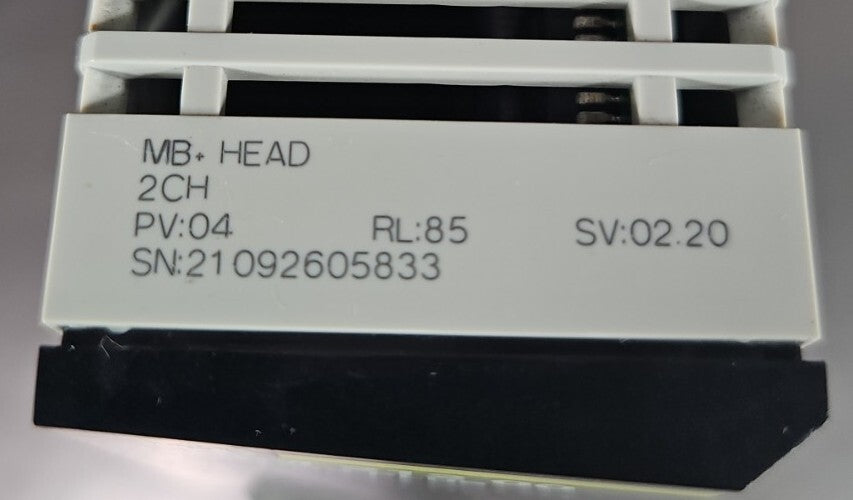 MB+ HEAD
2CH
PV:04 RL:85 SV:02.20
SN:21092605833